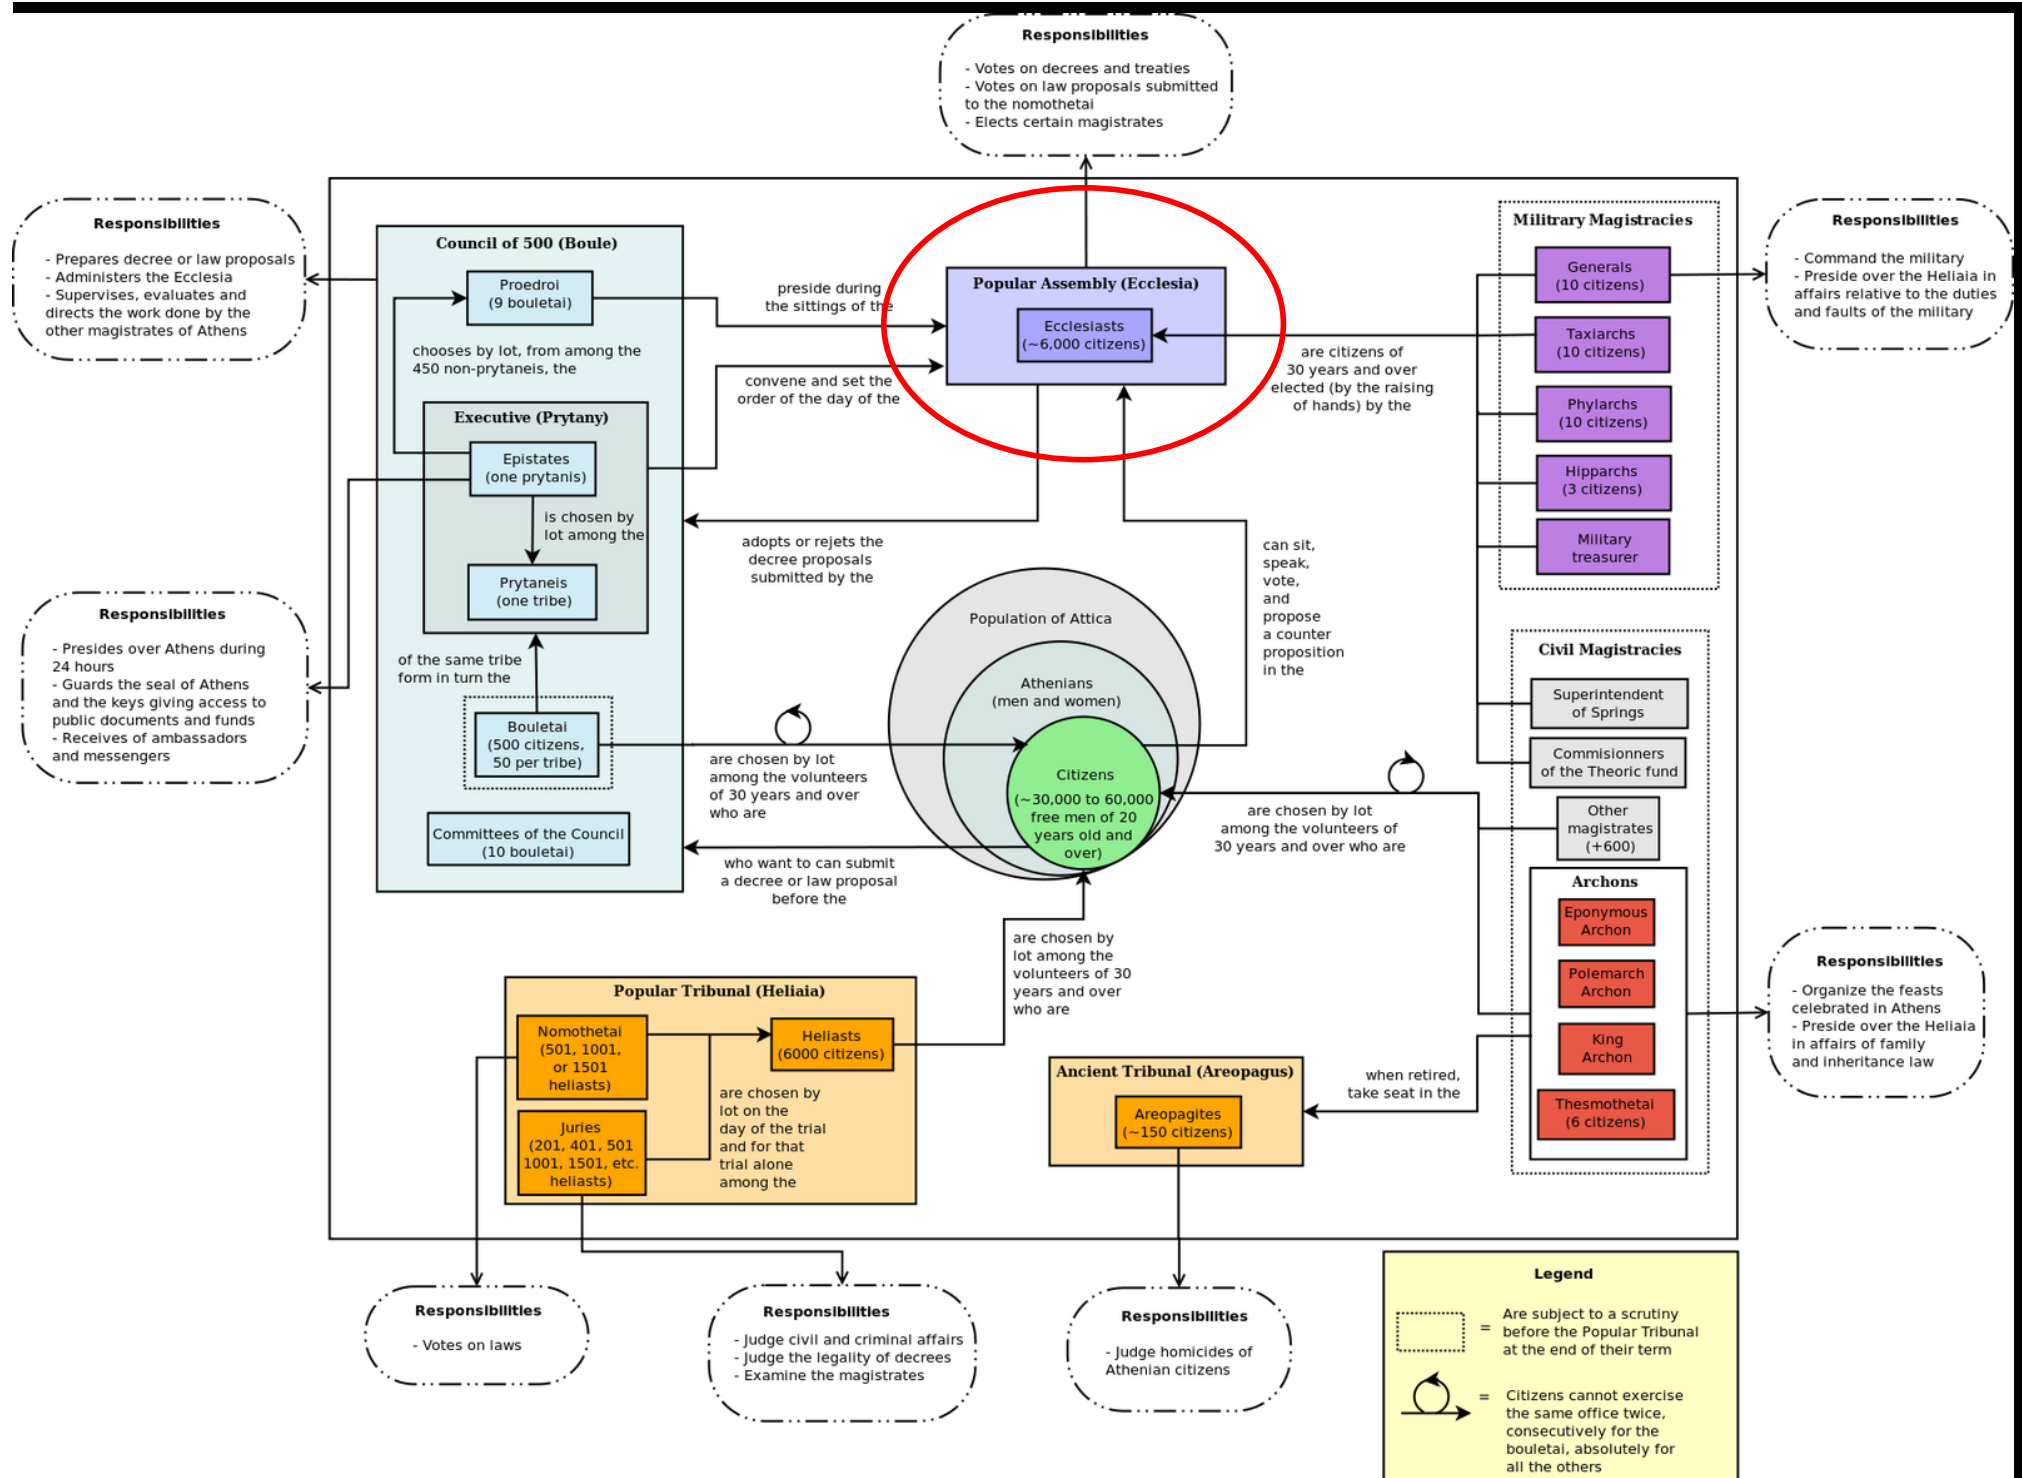 Responsibilities
- Votes on decrees and treaties
- Votes on law proposals submitted
to the nomothetai
- Elects certain magistrates
Responsibilities
- Prepares decree or law proposals
- Administers the Ecclesia
- Supervises, evaluates and
directs the work done by the
other magistrates of Athens
Council of 500 (Boule)
Proedroi
(9 bouletai)
chooses by lot, from among the
450 non-prytaneis, the
Executive (Prytany)
Epistates
(one prytanis)
is chosen by
lot among the
Prytaneis
(one tribe)
of the same tribe
form in turn the
Bouletai
(500 citizens,
50 per tribe)
Committees of the Council
(10 bouletai)
preside during
the sittings of the
convene and set the
order of the day of the
Popular Assembly (Ecclesia)
Ecclesiasts
(~6,000 citizens)
are citizens of
30 years and over
elected (by the raising
of hands) by the
Military Magistracies
Generals
(10 citizens)
Taxiarchs
(10 citizens)
Phylarchs
(10 citizens)
Hipparchs
(3 citizens)
Military
treasurer
Responsibilities
- Command the military
- Preside over the Heliaia in
affairs relative to the duties
and faults of the military
adopts or rejets the
decree proposals
submitted by the
can sit,
speak,
vote,
and
propose
a counter
proposition
in the
Responsibilities
- Presides over Athens during
24 hours
- Guards the seal of Athens
and the keys giving access to
public documents and funds
- Receives of ambassadors
and messengers
Population of Attica
Athenians
(men and women)
Citizens
(~30,000 to 60,000
free men of 20
years old and
over)
are chosen by lot
among the volunteers
of 30 years and over
who are
who want to can submit
a decree or law proposal
before the
are chosen by lot
among the volunteers of
30 years and over who are
Civil Magistracies
Superintendent
of Springs
Commisionners
of the Theoric fund
Other
magistrates
(+600)
Archons
Eponymous
Archon
Polemarch
Archon
King
Archon
Thesmothetai
(6 citizens)
Responsibilities
- Organize the feasts
celebrated in Athens
- Preside over the Heliaia
in affairs of family
and inheritance law
are chosen by
lot among the
volunteers of 30
years and over
who are
Popular Tribunal (Heliaia)
Nomothetai
(501, 1001,
or 1501
heliasts)
Heliasts
(6000 citizens)
Juries
(201, 401, 501
1001, 1501, etc.
heliasts)
are chosen by
lot on the
day of the trial
and for that
trial alone
among the
Ancient Tribunal (Areopagus)
Areopagites
(~150 citizens)
when retired,
take seat in the
Responsibilities
- Votes on laws
Responsibilities
- Judge civil and criminal affairs
- Judge the legality of decrees
- Examine the magistrates
Responsibilities
- Judge homicides of
Athenian citizens
Legend
= Are subject to a scrutiny
before the Popular Tribunal
at the end of their term
= Citizens cannot exercise
the same office twice,
consecutively for the
bouletai, absolutely for
all the others